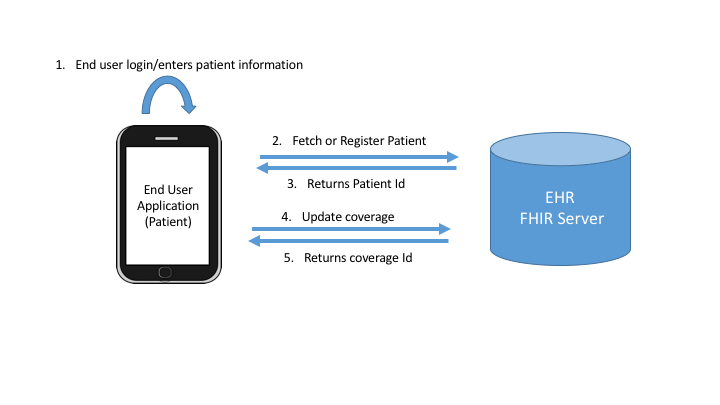 1. End user login/enters patient information
2. Fetch or Register Patient
3. Returns Patient Id
4. Update coverage
5. Returns coverage Id
End User
Application
(Patient)
EHR
FHIR Server